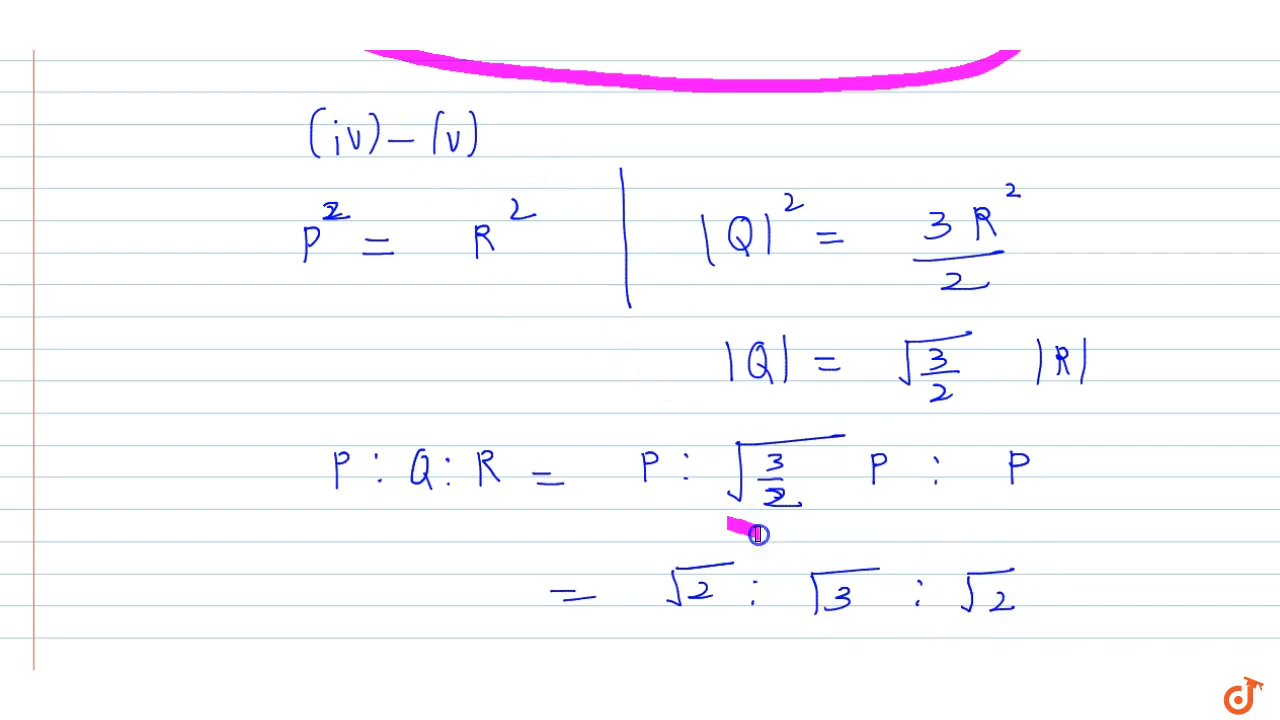 (iv) - (v)
P² = R² | |Q|² = 3R²/2
|Q| = √(3/2) |R|
P : Q : R = P : √(3/2) P : P
= √2 : √3 : √2